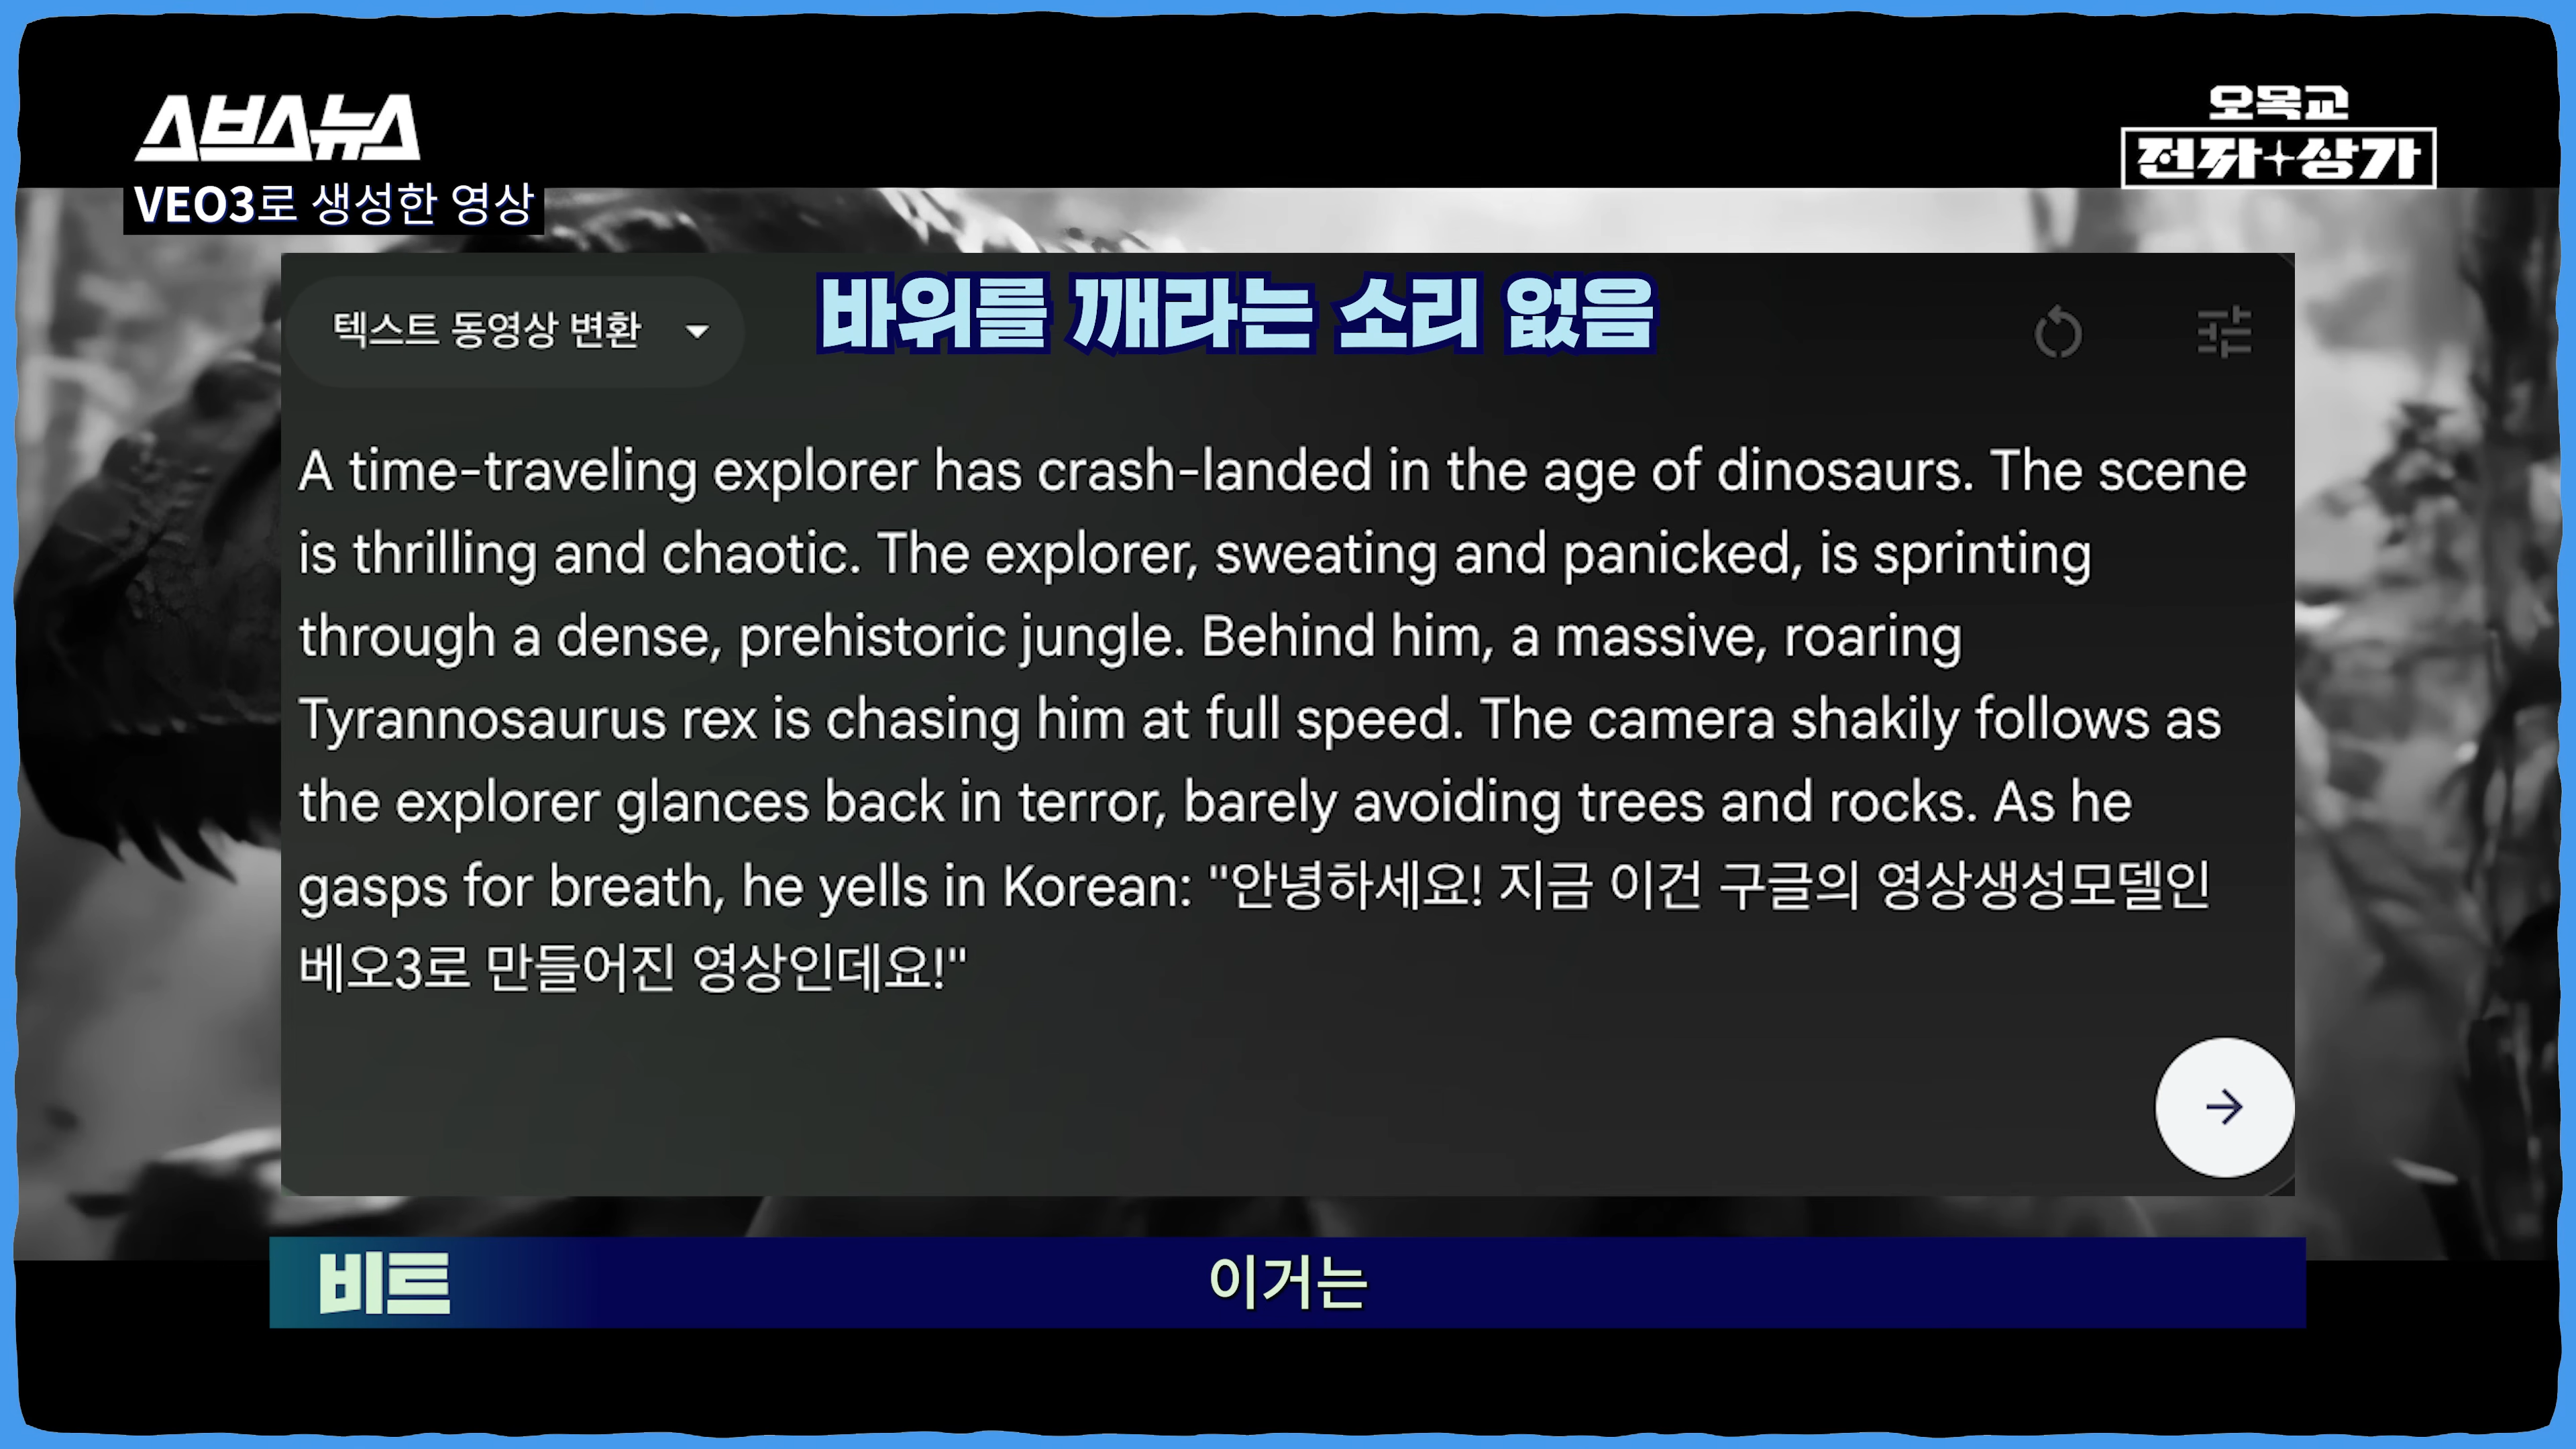 스브스뉴스
오목교
전자상가
VEO3로 생성한 영상
텍스트 동영상 변환
바위를 깨라는 소리 없음
A time-traveling explorer has crash-landed in the age of dinosaurs. The scene
is thrilling and chaotic. The explorer, sweating and panicked, is sprinting
through a dense, prehistoric jungle. Behind him, a massive, roaring
Tyrannosaurus rex is chasing him at full speed. The camera shakily follows as
the explorer glances back in terror, barely avoiding trees and rocks. As he
gasps for breath, he yells in Korean: "안녕하세요! 지금 이건 구글의 영상생성모델인
베오3로 만들어진 영상인데요!"
비트
이거는